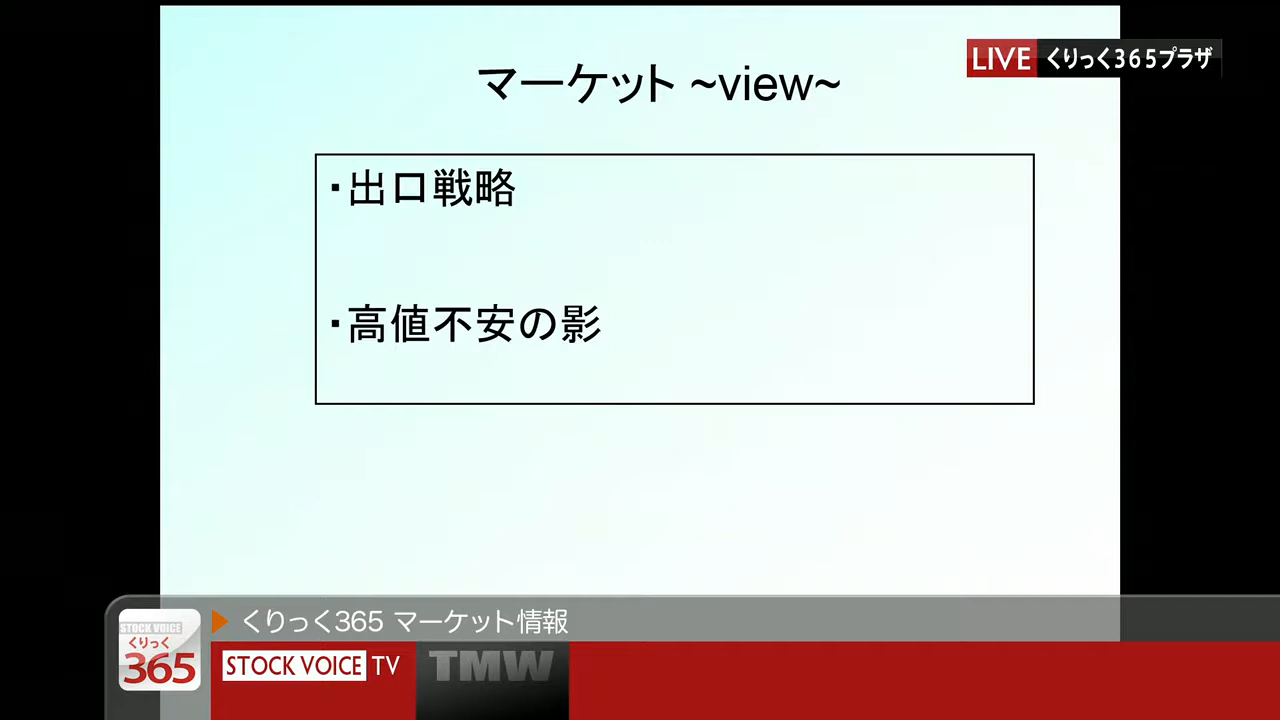 マーケット ~view~
LIVE くりっく365プラザ
・出口戦略
・高値不安の影
くりっく365 マーケット情報
STOCK VOICE
くりっく
365
STOCK VOICE TV
TMW